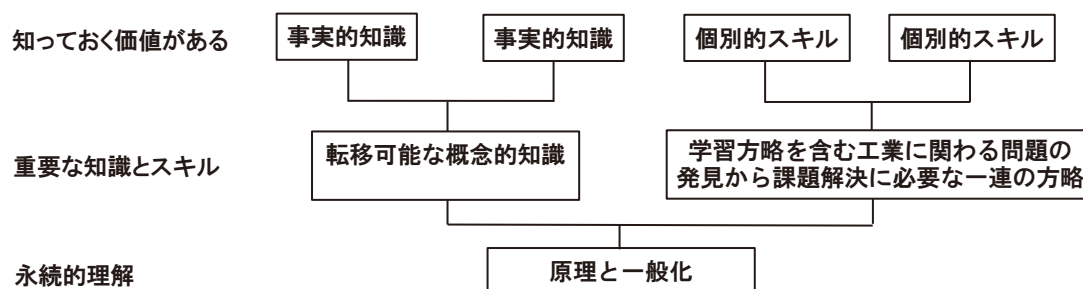 知っておく価値がある
事実的知識
事実的知識
個別的スキル
個別的スキル
重要な知識とスキル
転移可能な概念的知識
学習方略を含む工業に関わる問題の
発見から課題解決に必要な一連の方略
永続的理解
原理と一般化